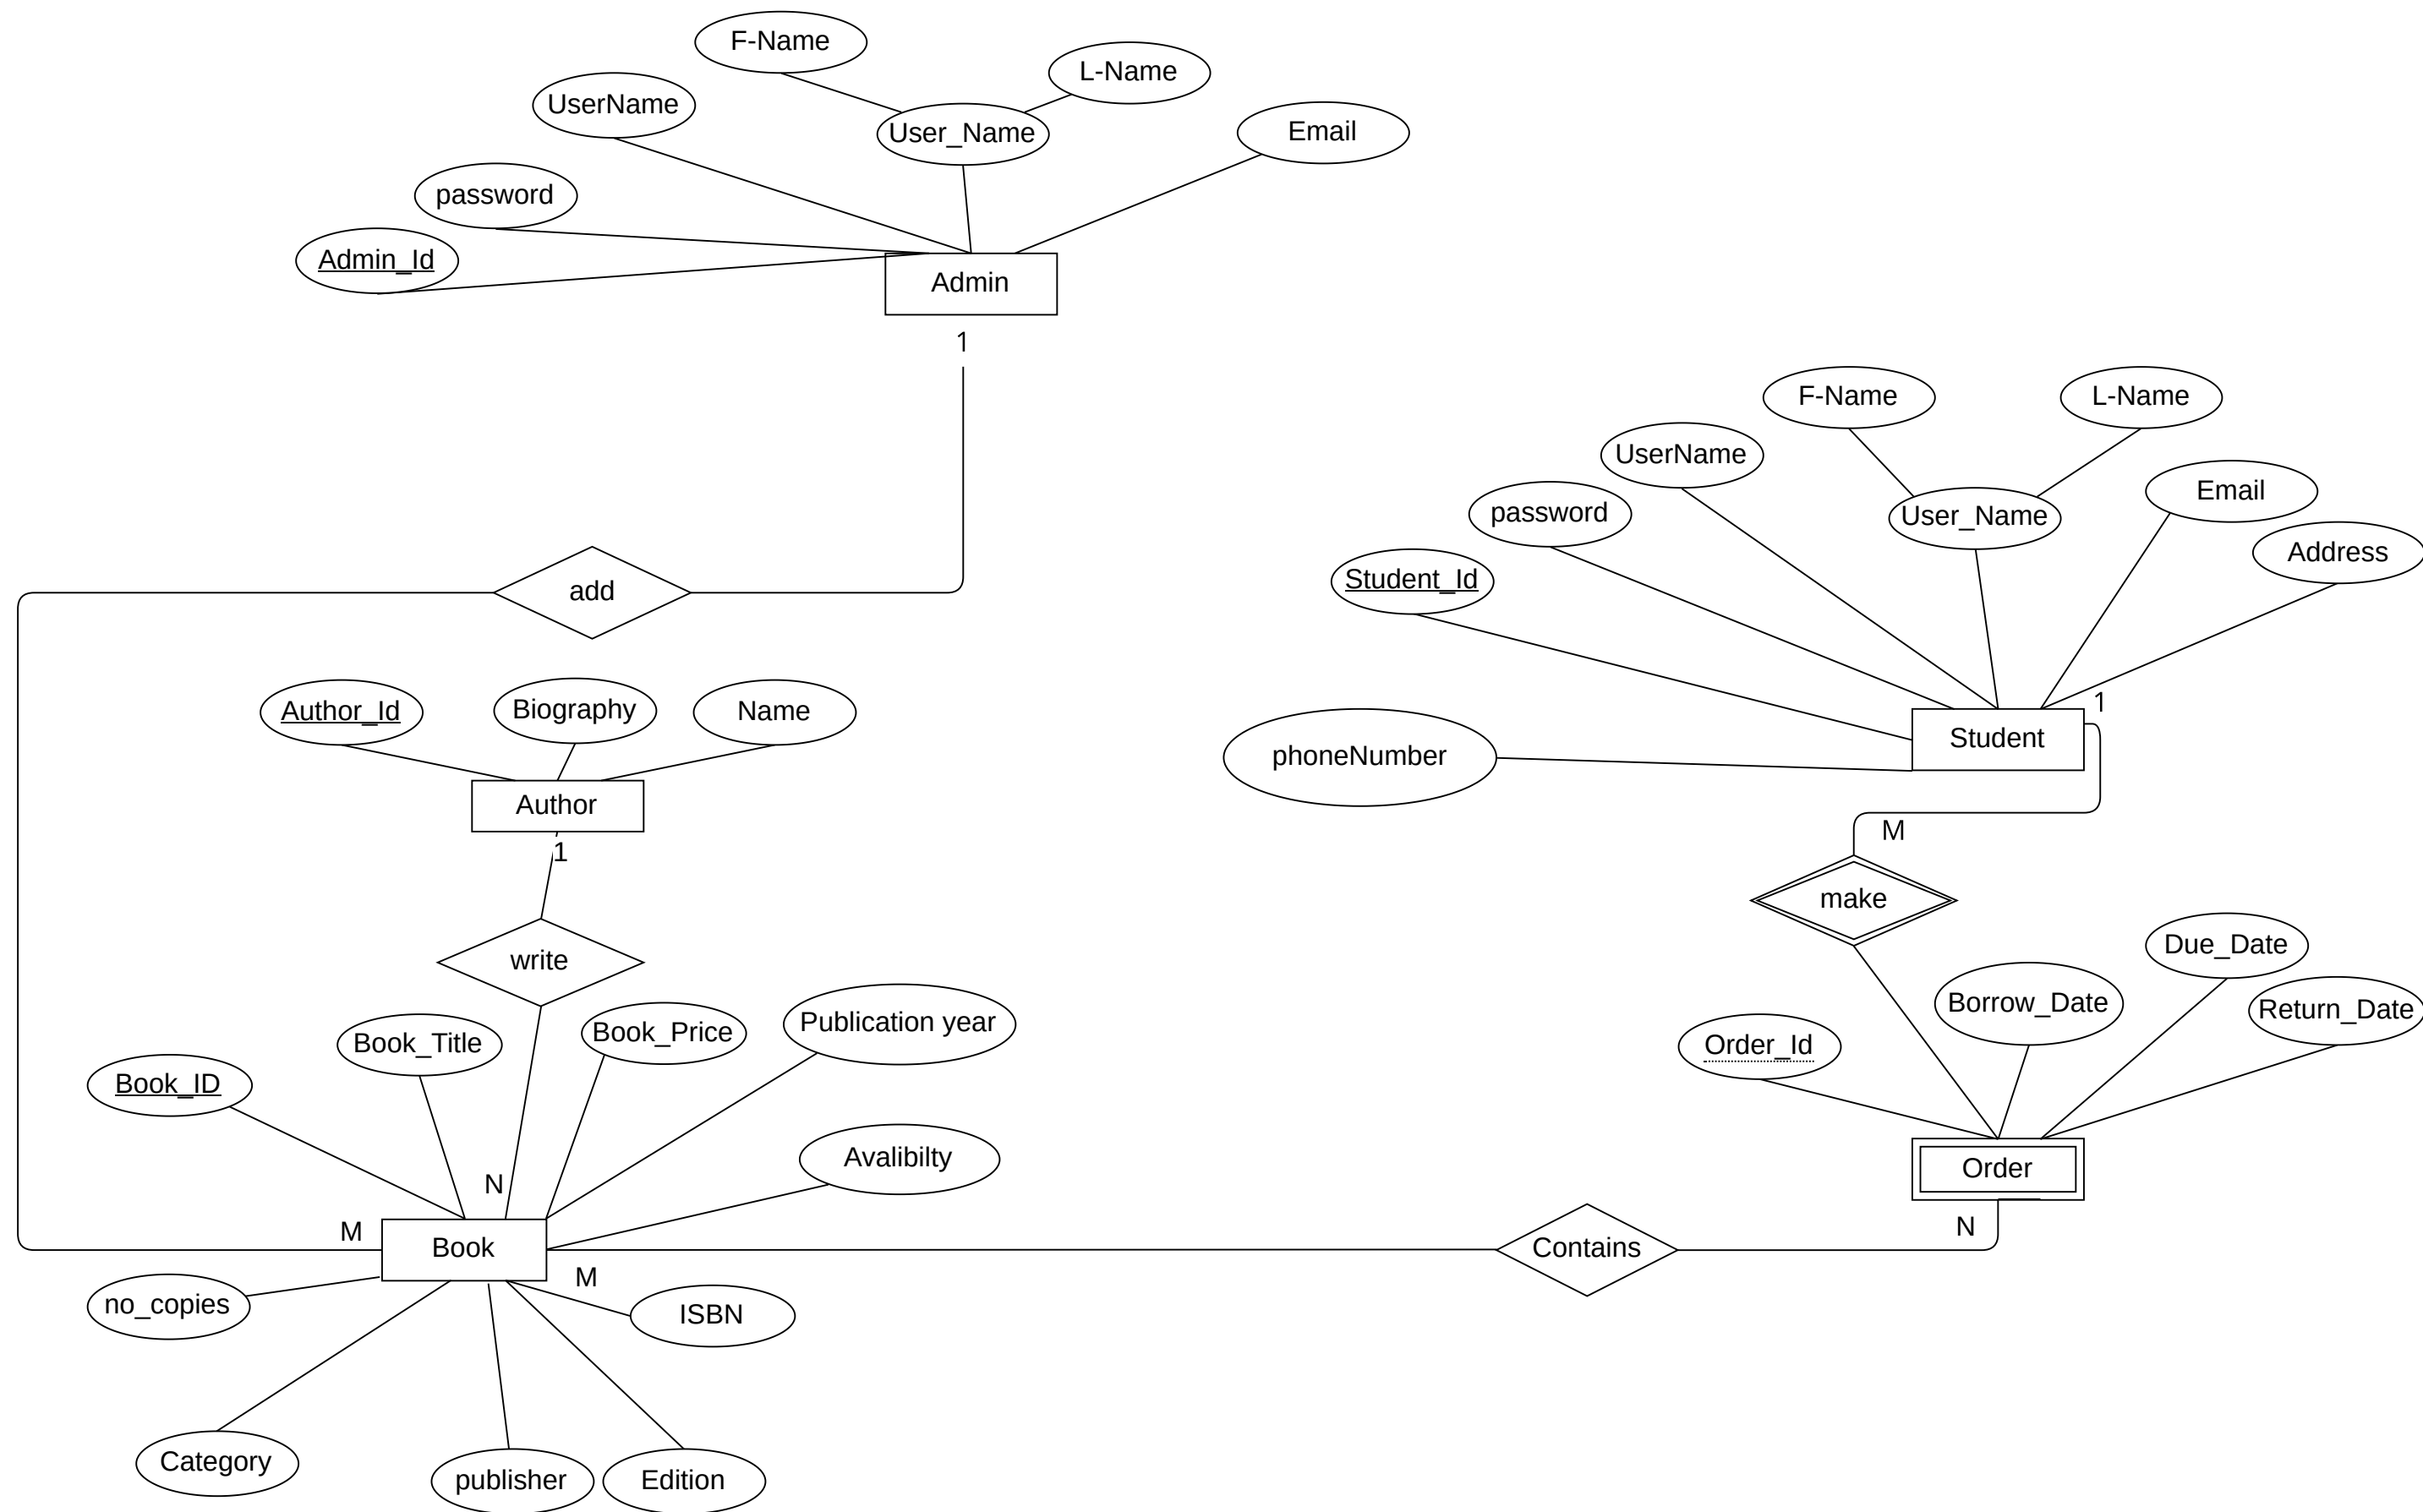 F-Name
L-Name
UserName
User_Name
Email
password
Admin_Id
Admin
1
F-Name
L-Name
UserName
Email
password
User_Name
Address
Student_Id
add
1
Author_Id
Biography
Name
Student
phoneNumber
Author
1
M
make
write
Due_Date
Borrow_Date
Return_Date
Order_Id
Book_Title
Book_Price
Publication year
Book_ID
Avalibilty
Order
N
N
M
Book
Contains
M
no_copies
ISBN
Category
publisher
Edition